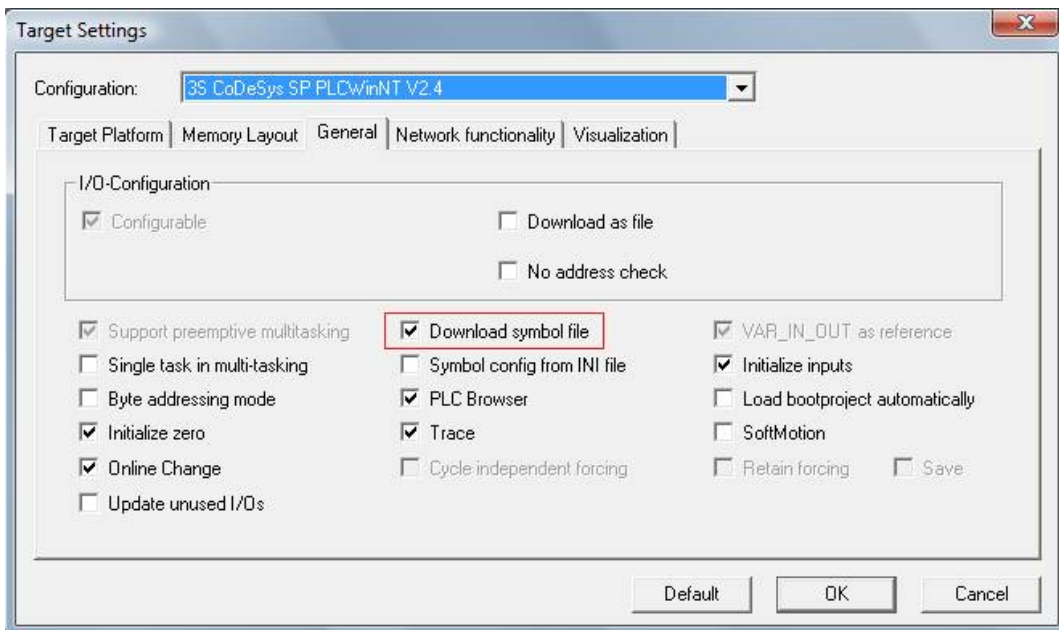 Target Settings
Configuration: 3S CoDeSys SP PLCWinNT V2.4
Target Platform Memory Layout General Network functionality Visualization
I/O-Configuration
Configurable Download as file
No address check
Support preemptive multitasking Download symbol file VAR_IN_OUT as reference
Single task in multi-tasking Symbol config from INI file Initialize inputs
Byte addressing mode PLC Browser Load bootproject automatically
Initialize zero Trace SoftMotion
Online Change Cycle independent forcing Retain forcing Save
Update unused I/Os
Default OK Cancel